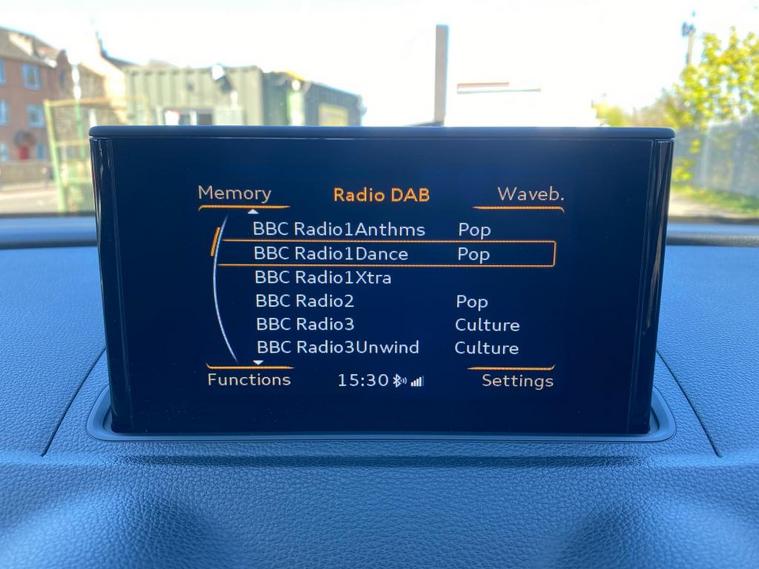 Memory Radio DAB Waveb.
BBC Radio1Anthms Pop
BBC Radio1Dance Pop
BBC Radio1Xtra
BBC Radio2 Pop
BBC Radio3 Culture
BBC Radio3Unwind Culture
Functions 15:30 Settings